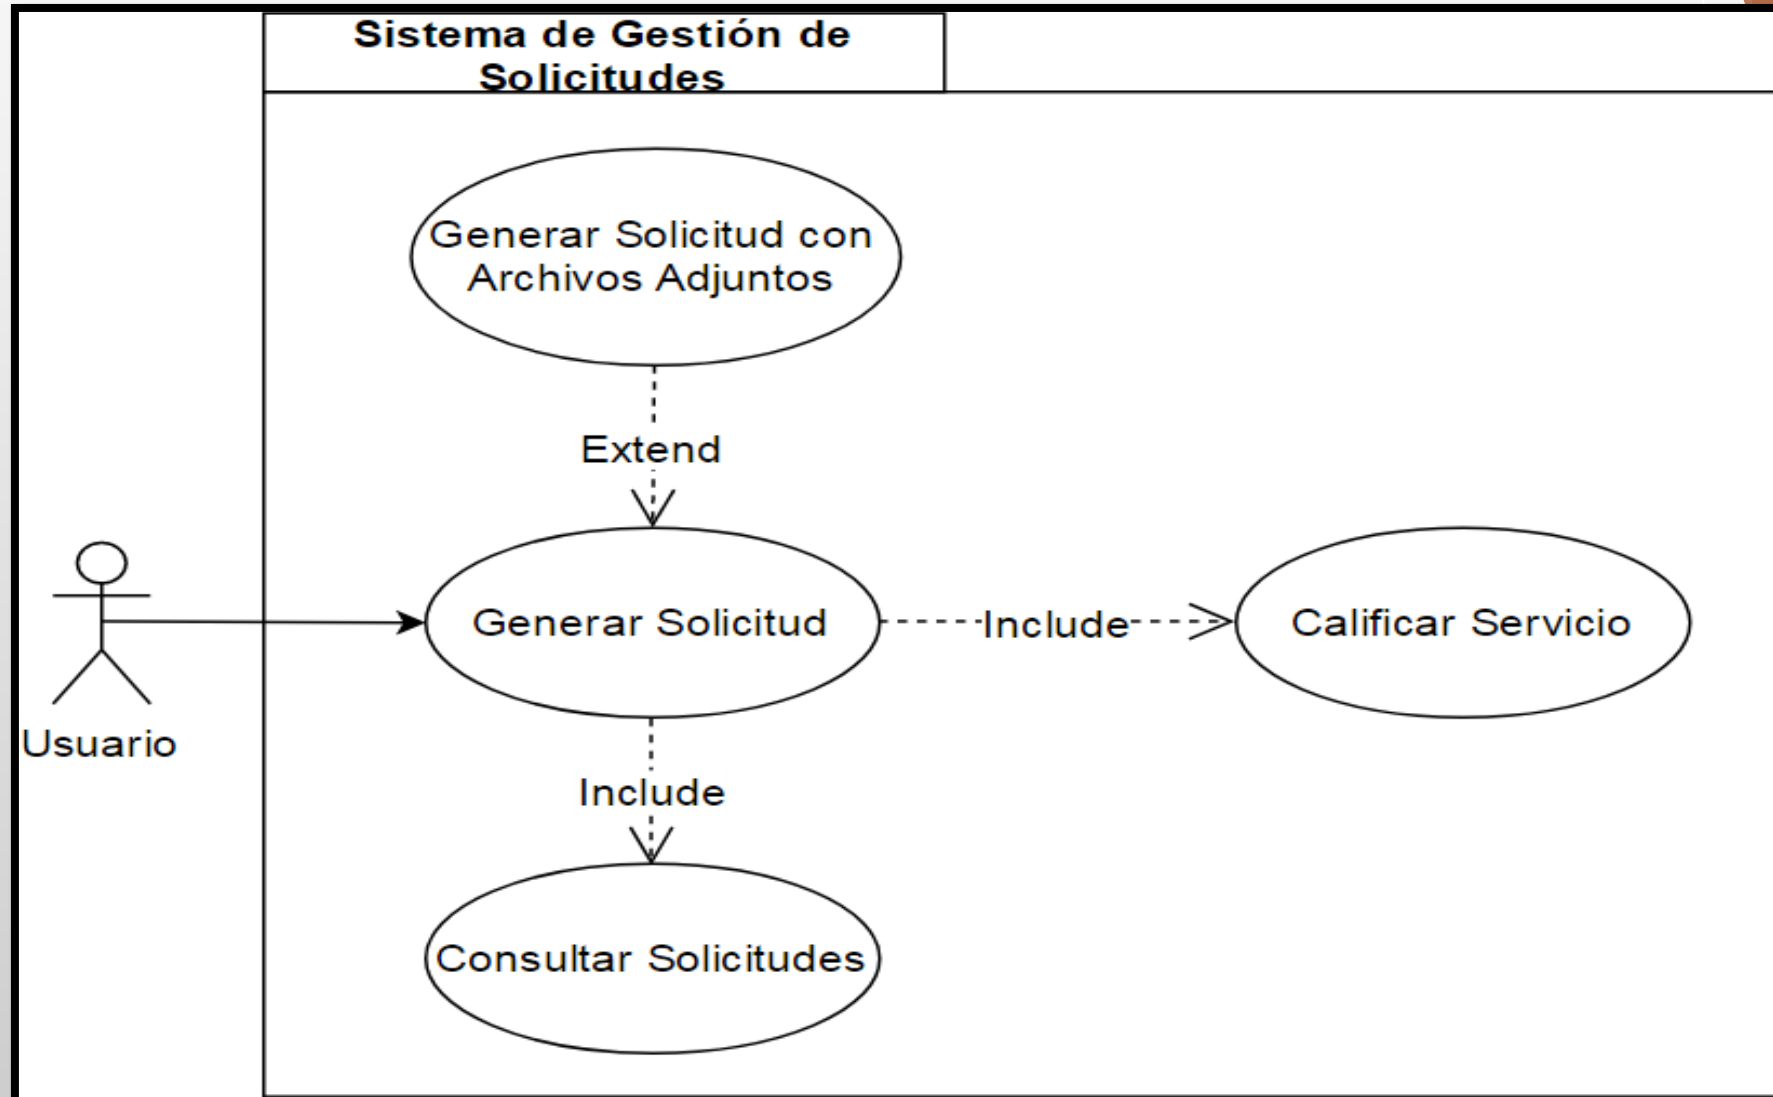 Sistema de Gestión de
Solicitudes
Generar Solicitud con
Archivos Adjuntos
Extend
Generar Solicitud
Include
Calificar Servicio
Usuario
Include
Consultar Solicitudes